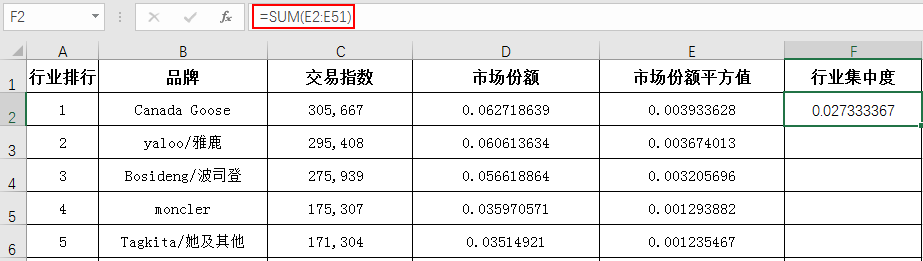 F2 fx =SUM(E2:E51)
A B C D E F
1 行业排行 品牌 交易指数 市场份额 市场份额平方值 行业集中度
2 1 Canada Goose 305,667 0.062718639 0.003933628 0.027333367
3 2 yaloo/雅鹿 295,408 0.060613634 0.003674013
4 3 Bosideng/波司登 275,939 0.056618864 0.003205696
5 4 moncler 175,307 0.035970571 0.001293882
6 5 Tagkita/她及其他 171,304 0.03514921 0.001235467